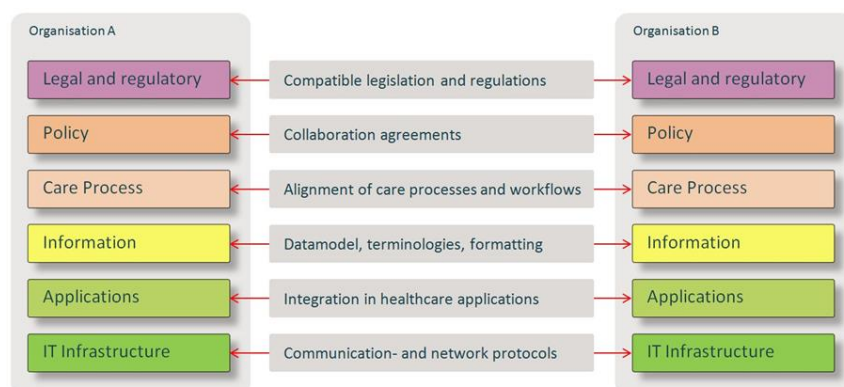 Organisation A
Organisation B
Legal and regulatory
Compatible legislation and regulations
Legal and regulatory
Policy
Collaboration agreements
Policy
Care Process
Alignment of care processes and workflows
Care Process
Information
Datamodel, terminologies, formatting
Information
Applications
Integration in healthcare applications
Applications
IT Infrastructure
Communication- and network protocols
IT Infrastructure